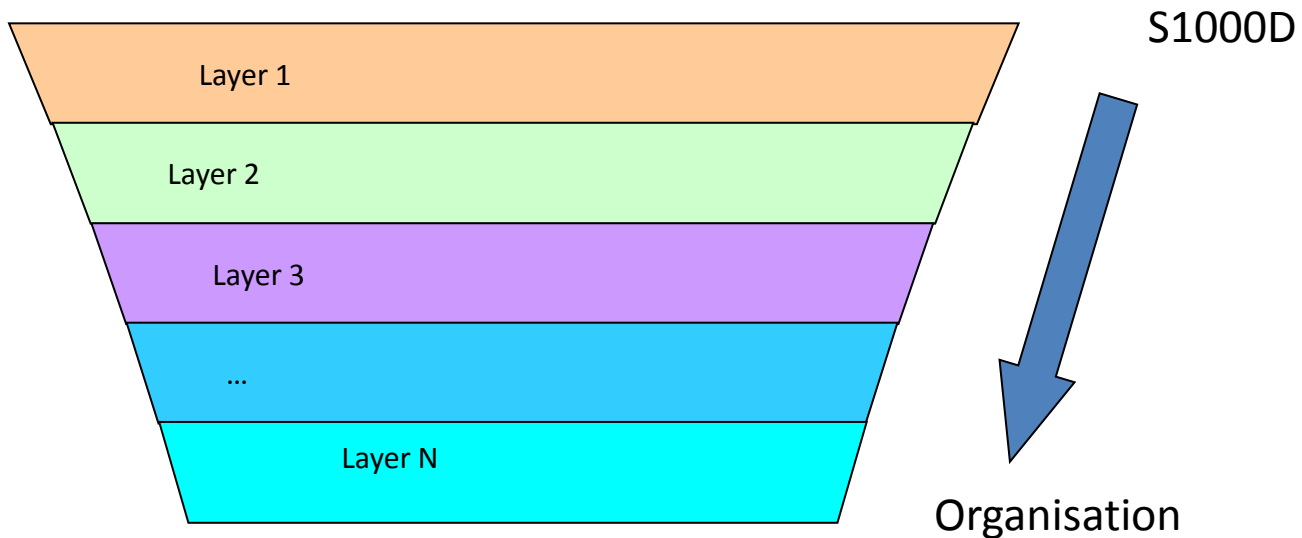 S1000D
Layer 1
Layer 2
Layer 3
...
Layer N
Organisation